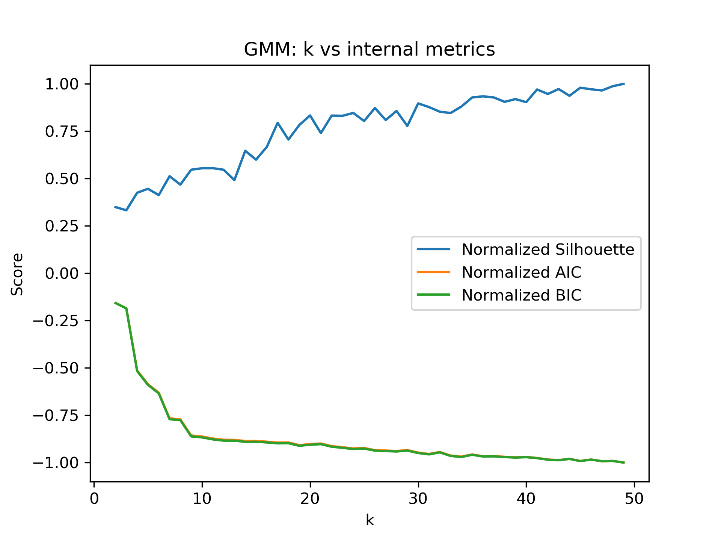 GMM: k vs internal metrics
1.00
0.75
0.50
0.25
0.00
−0.25
−0.50
−0.75
−1.00
Score
Normalized Silhouette
Normalized AIC
Normalized BIC
0
10
20
30
40
50
k